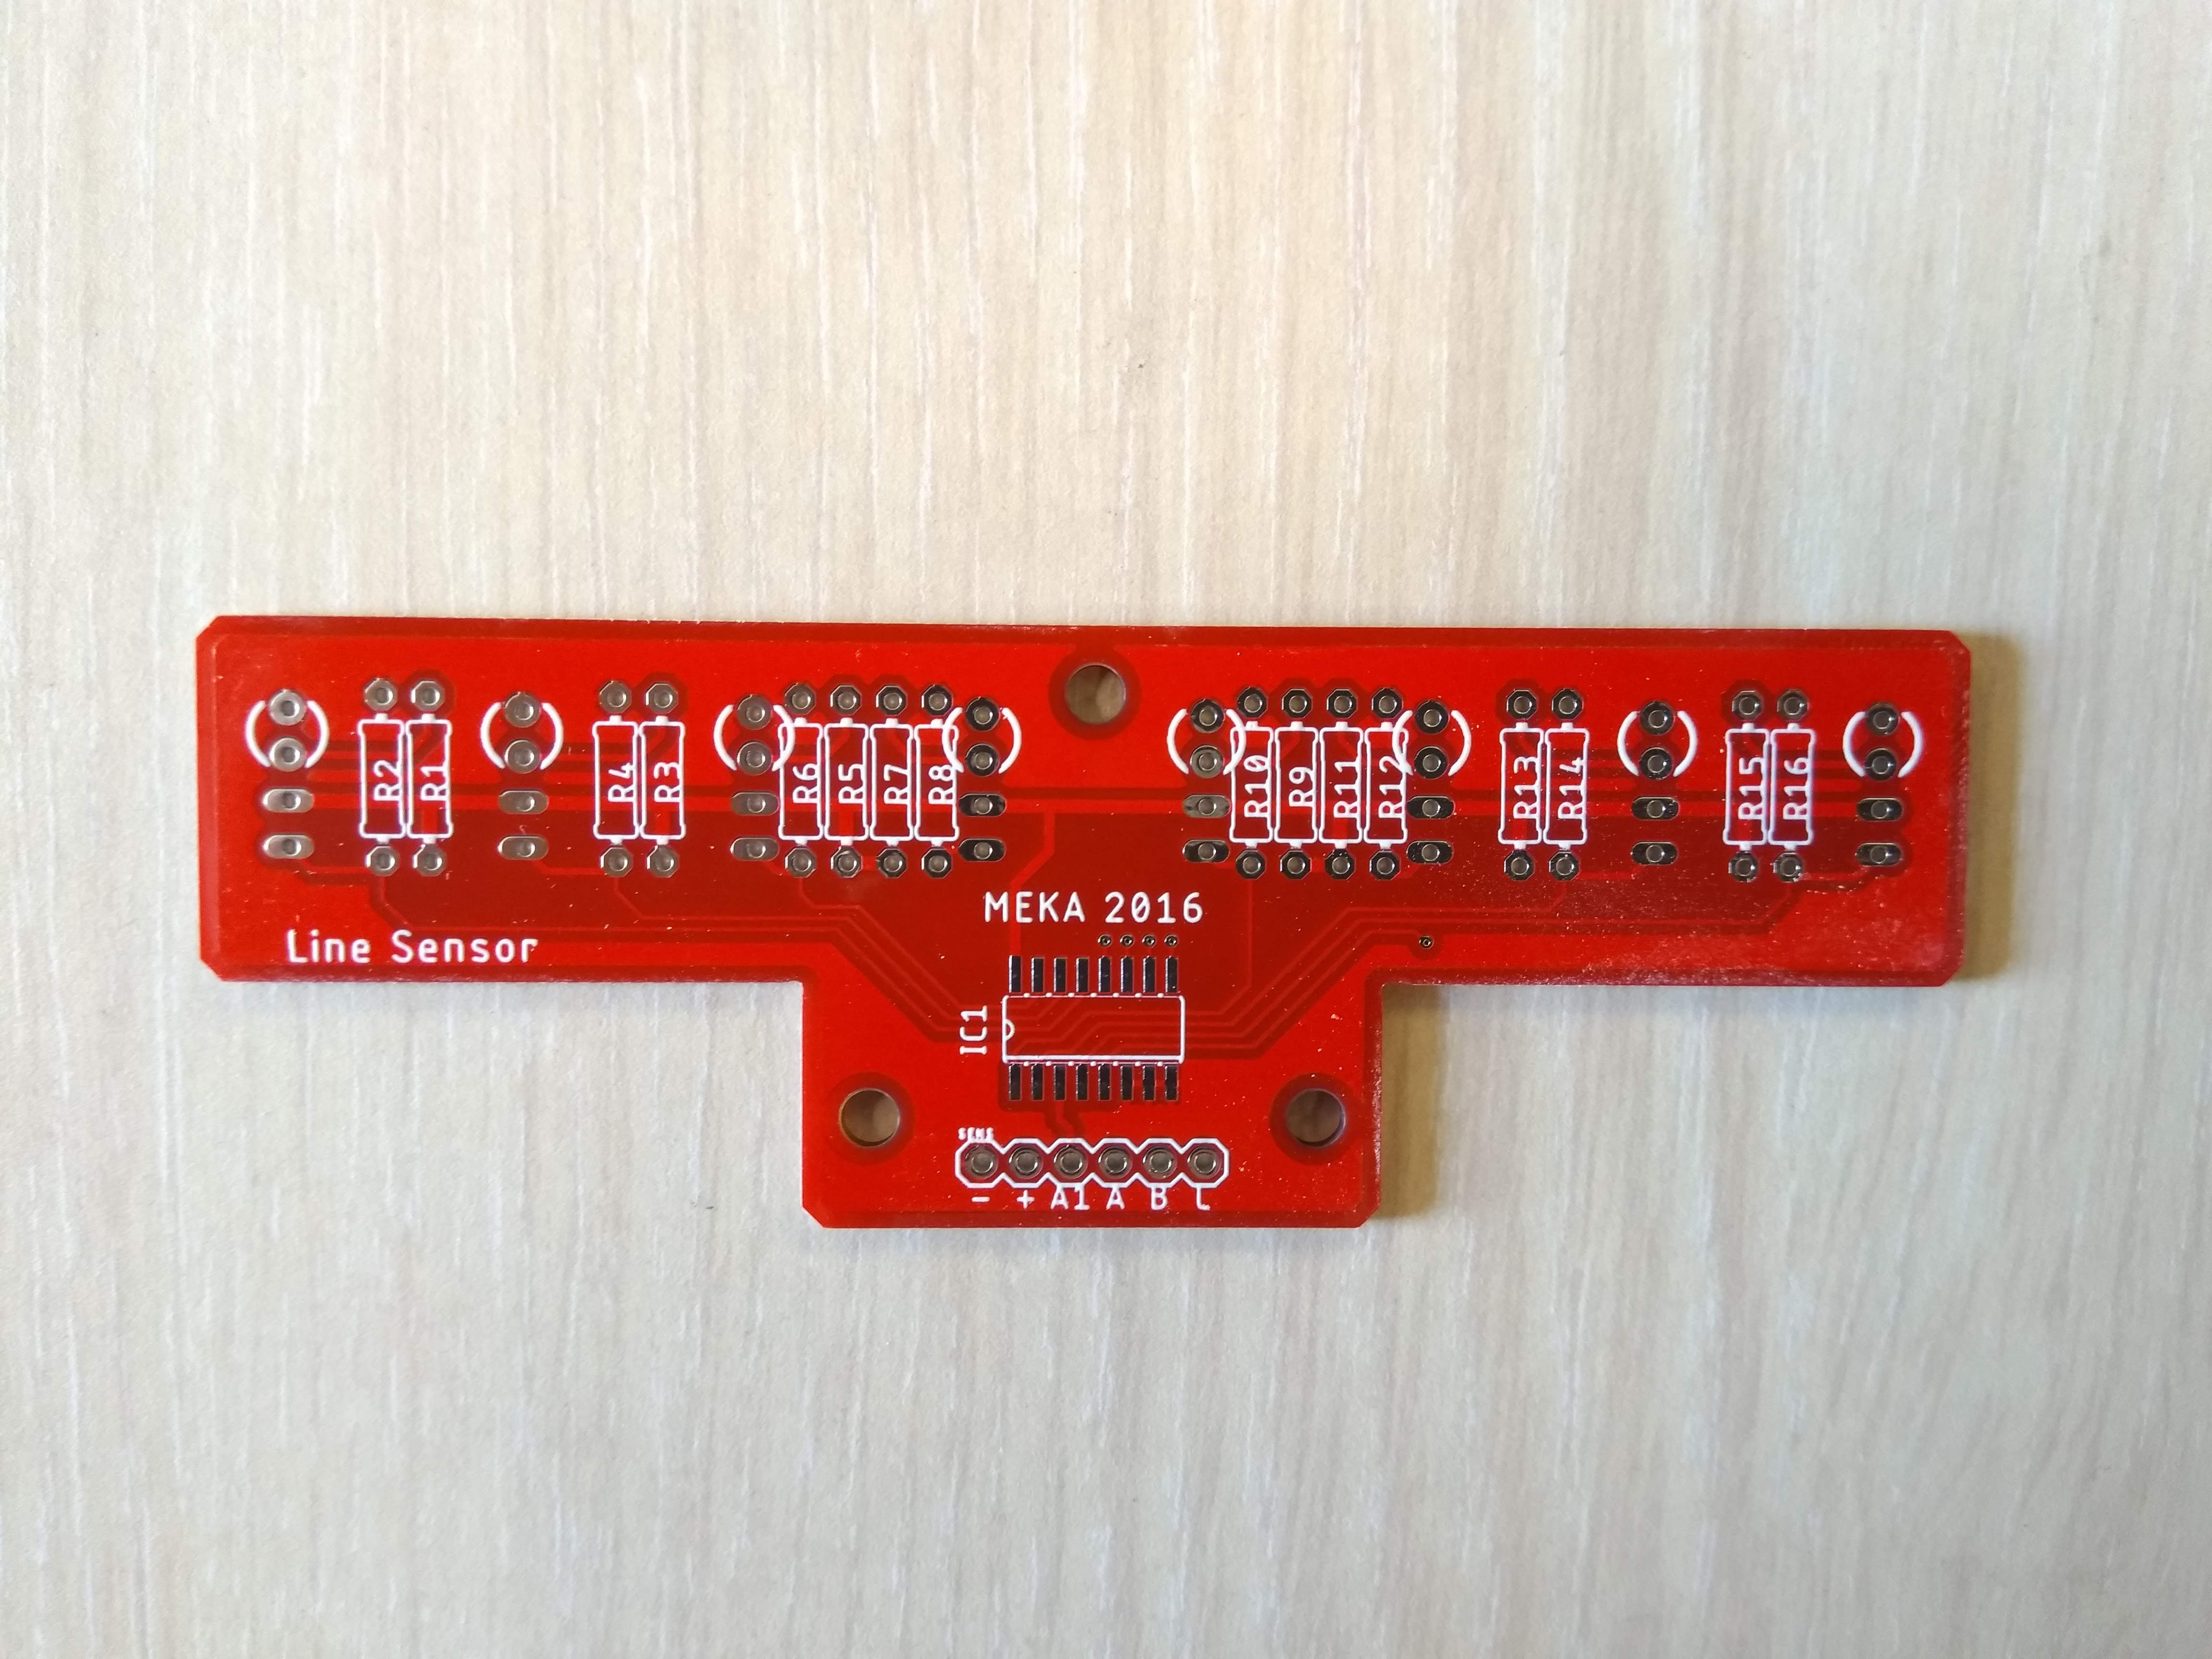 R2 R1 R4 R3 R6 R5 R7 R8 R10 R9 R11 R12 R13 R14 R15 R16
MEKA 2016
Line Sensor
IC1
SENS
- + A1 A B L